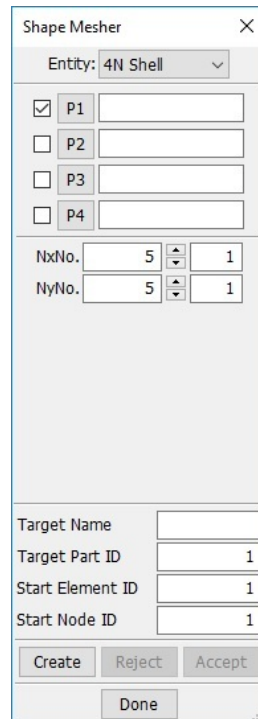 Shape Mesher
Entity: 4N Shell
P1
P2
P3
P4
NxNo. 5 1
NyNo. 5 1
Target Name
Target Part ID 1
Start Element ID 1
Start Node ID 1
Create Reject Accept
Done